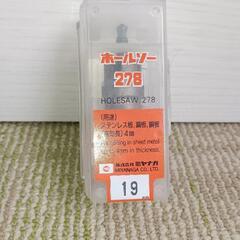 ホールソー
278
HOLESAW 278
(用途)
ステンレス板、鋼板、銅板
4㎜
in sheet metal
4mm in thickness.
株式会社ミヤナガ
MIYANAGA CO., LTD.
19